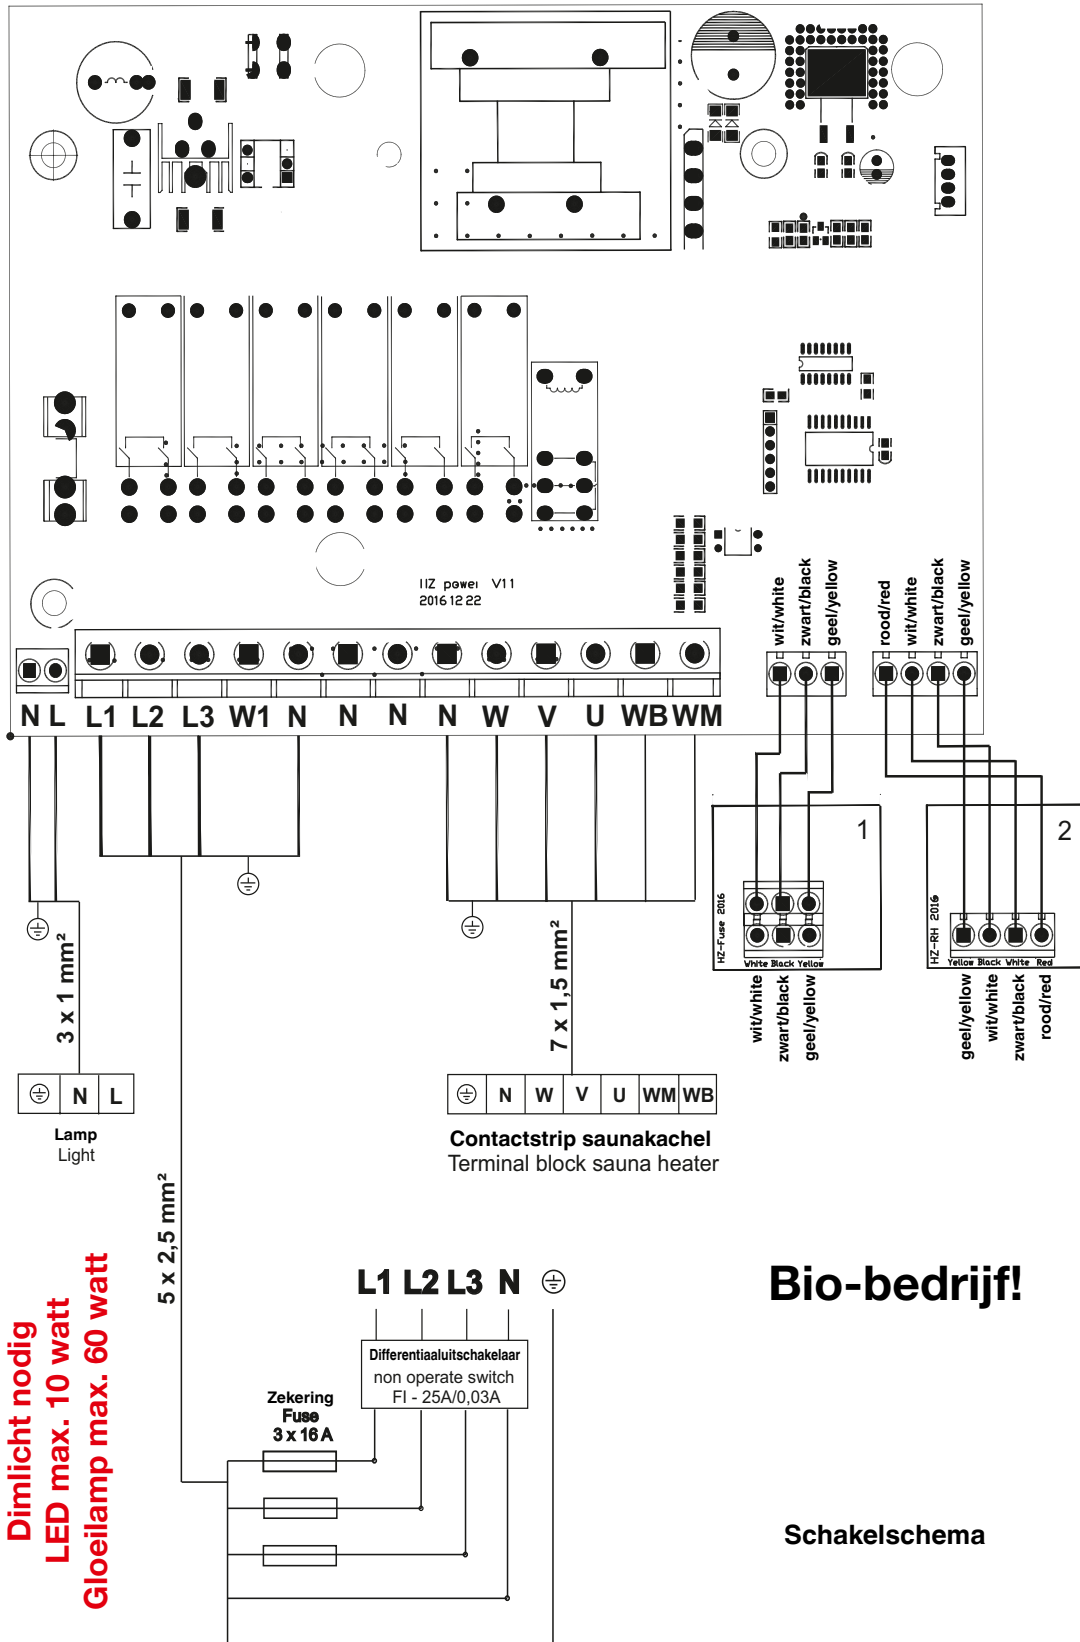 HZ power V11
2016 12 22
wit/white
zwart/black
geel/yellow
rood/red
wit/white
zwart/black
geel/yellow
N L L1 L2 L3 W1 N N N N W V U WB WM
1
2
HZ-Fuse 2016
White Black Yellow
HZ-RH 2016
Yellow Black White Red
wit/white
zwart/black
geel/yellow
geel/yellow
wit/white
zwart/black
rood/red
3 x 1 mm²
7 x 1,5 mm²
N L
Lamp
Light
N W V U WM WB
Contactstrip saunakachel
Terminal block sauna heater
5 x 2,5 mm²
L1 L2 L3 N
Bio-bedrijf!
Differentiaaluitschakelaar
non operate switch
FI - 25A/0,03A
Zekering
Fuse
3 x 16 A
Dimlicht nodig
LED max. 10 watt
Gloeilamp max. 60 watt
Schakelschema